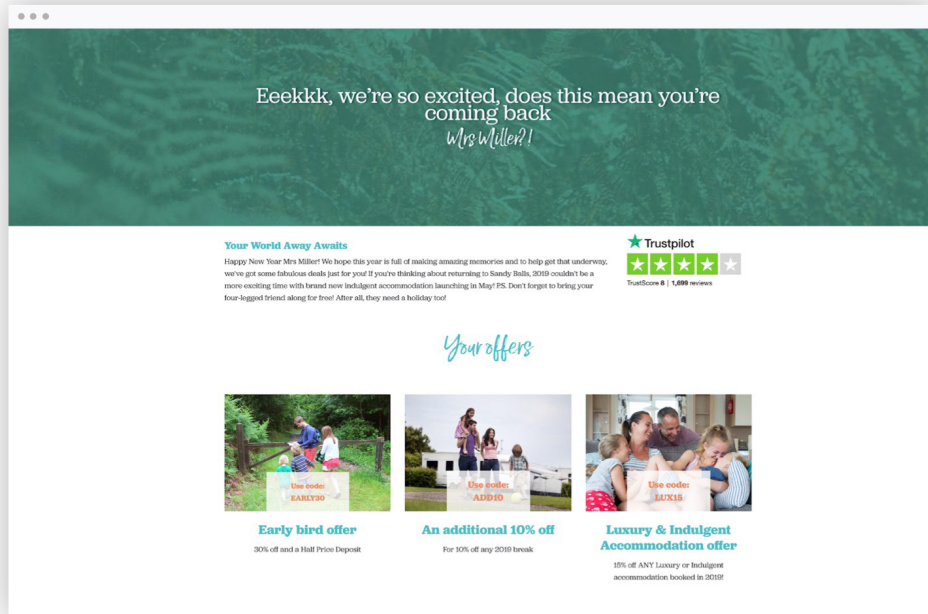 Eeekkk, we're so excited, does this mean you're
coming back
Mrs Miller?!
Your World Away Awaits
Happy New Year Mrs Miller! We hope this year is full of making amazing memories and to help get that underway,
we've got some fabulous deals just for you! If you're thinking about returning to Sandy Balls, 2019 couldn't be a
more exciting time with brand new indulgent accommodation launching in May! P.S. Don't forget to bring your
four-legged friend along for free! After all, they need a holiday too!
Trustpilot
TrustScore 8 | 1,699 reviews
Your offers
Use code:
EARLY30
Early bird offer
30% off and a Half Price Deposit
Use code:
ADD10
An additional 10% off
For 10% off any 2019 break
Use code:
LUX15
Luxury & Indulgent
Accommodation offer
15% off ANY Luxury or Indulgent
accommodation booked in 2019!